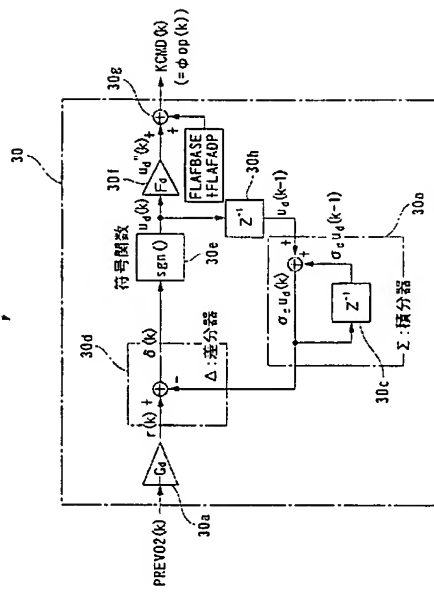 30
PREVO2(k)
Gd
30a
r(k)
+
-
30d
δ(k)
Δ:差分器
符号関数
sgn()
30e
ud(k)
30f
Fd
ud"(k)
+
+
30g
KCMD(k)
(=φop(k))
FLAFBASE
+FLAFADP
Z⁻¹
30h
ud(k-1)
+
+
σd ud(k)
σd ud(k-1)
Z⁻¹
30c
30b
Σ:積分器